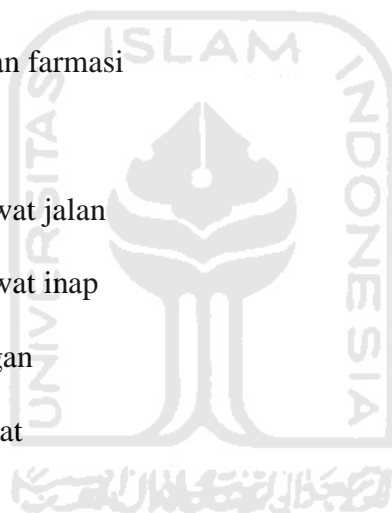 ISLAM
an farmasi
UNIVERSITAS
INDONESIA
wat jalan
wat inap
gan
at